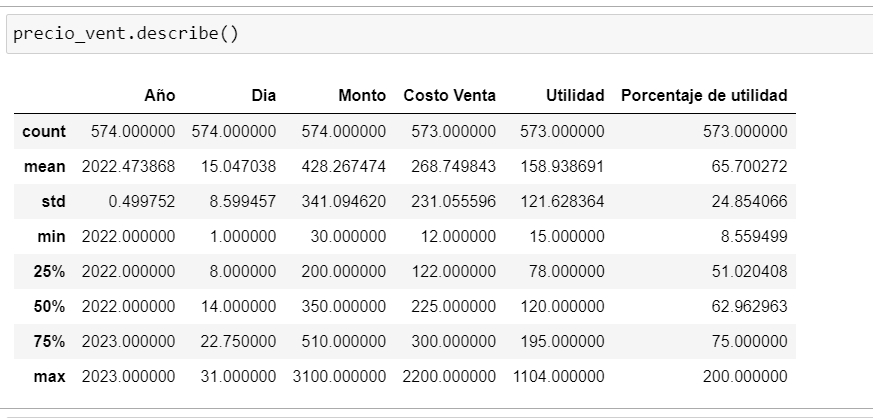 precio_vent.describe()
Año Dia Monto Costo Venta Utilidad Porcentaje de utilidad
count 574.000000 574.000000 574.000000 573.000000 573.000000 573.000000
mean 2022.473868 15.047038 428.267474 268.749843 158.938691 65.700272
std 0.499752 8.599457 341.094620 231.055596 121.628364 24.854066
min 2022.000000 1.000000 30.000000 12.000000 15.000000 8.559499
25% 2022.000000 8.000000 200.000000 122.000000 78.000000 51.020408
50% 2022.000000 14.000000 350.000000 225.000000 120.000000 62.962963
75% 2023.000000 22.750000 510.000000 300.000000 195.000000 75.000000
max 2023.000000 31.000000 3100.000000 2200.000000 1104.000000 200.000000